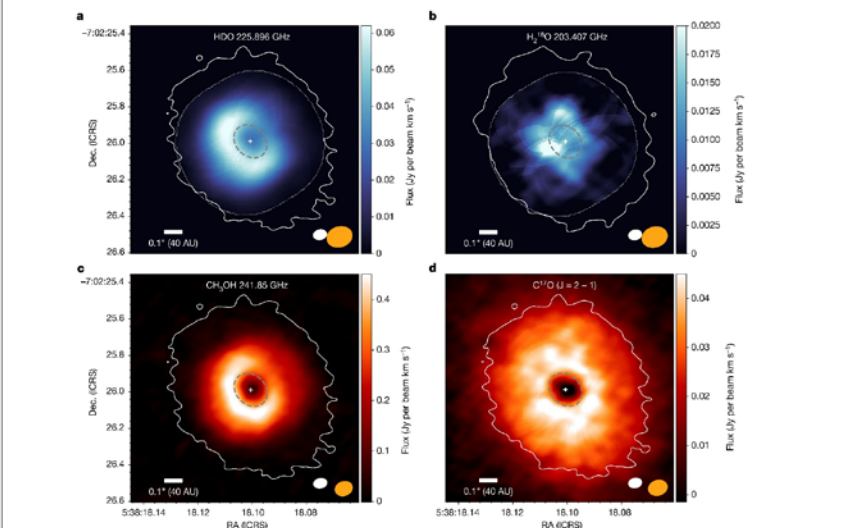 a
HDO 225.896 GHz
−7:02:25.4
25.6
25.8
26.0
26.2
26.4
26.6
Dec. (ICRS)
0.1" (40 AU)
0.06
0.05
0.04
0.03
0.02
0.01
0
Flux (Jy per beam km s⁻¹)
b
H₂¹⁸O 203.407 GHz
0.1" (40 AU)
0.0200
0.0175
0.0150
0.0125
0.0100
0.0075
0.0050
0.0025
0
Flux (Jy per beam km s⁻¹)
c
CH₃OH 241.85 GHz
−7:02:25.4
25.6
25.8
26.0
26.2
26.4
26.6
Dec. (ICRS)
0.1" (40 AU)
5:38:18.14
18.12
18.10
18.08
RA (ICRS)
0.4
0.3
0.2
0.1
0
Flux (Jy per beam km s⁻¹)
d
C¹⁷O (J = 2 − 1)
0.1" (40 AU)
5:38:18.14
18.12
18.10
18.08
RA (ICRS)
0.04
0.03
0.02
0.01
0
Flux (Jy per beam km s⁻¹)